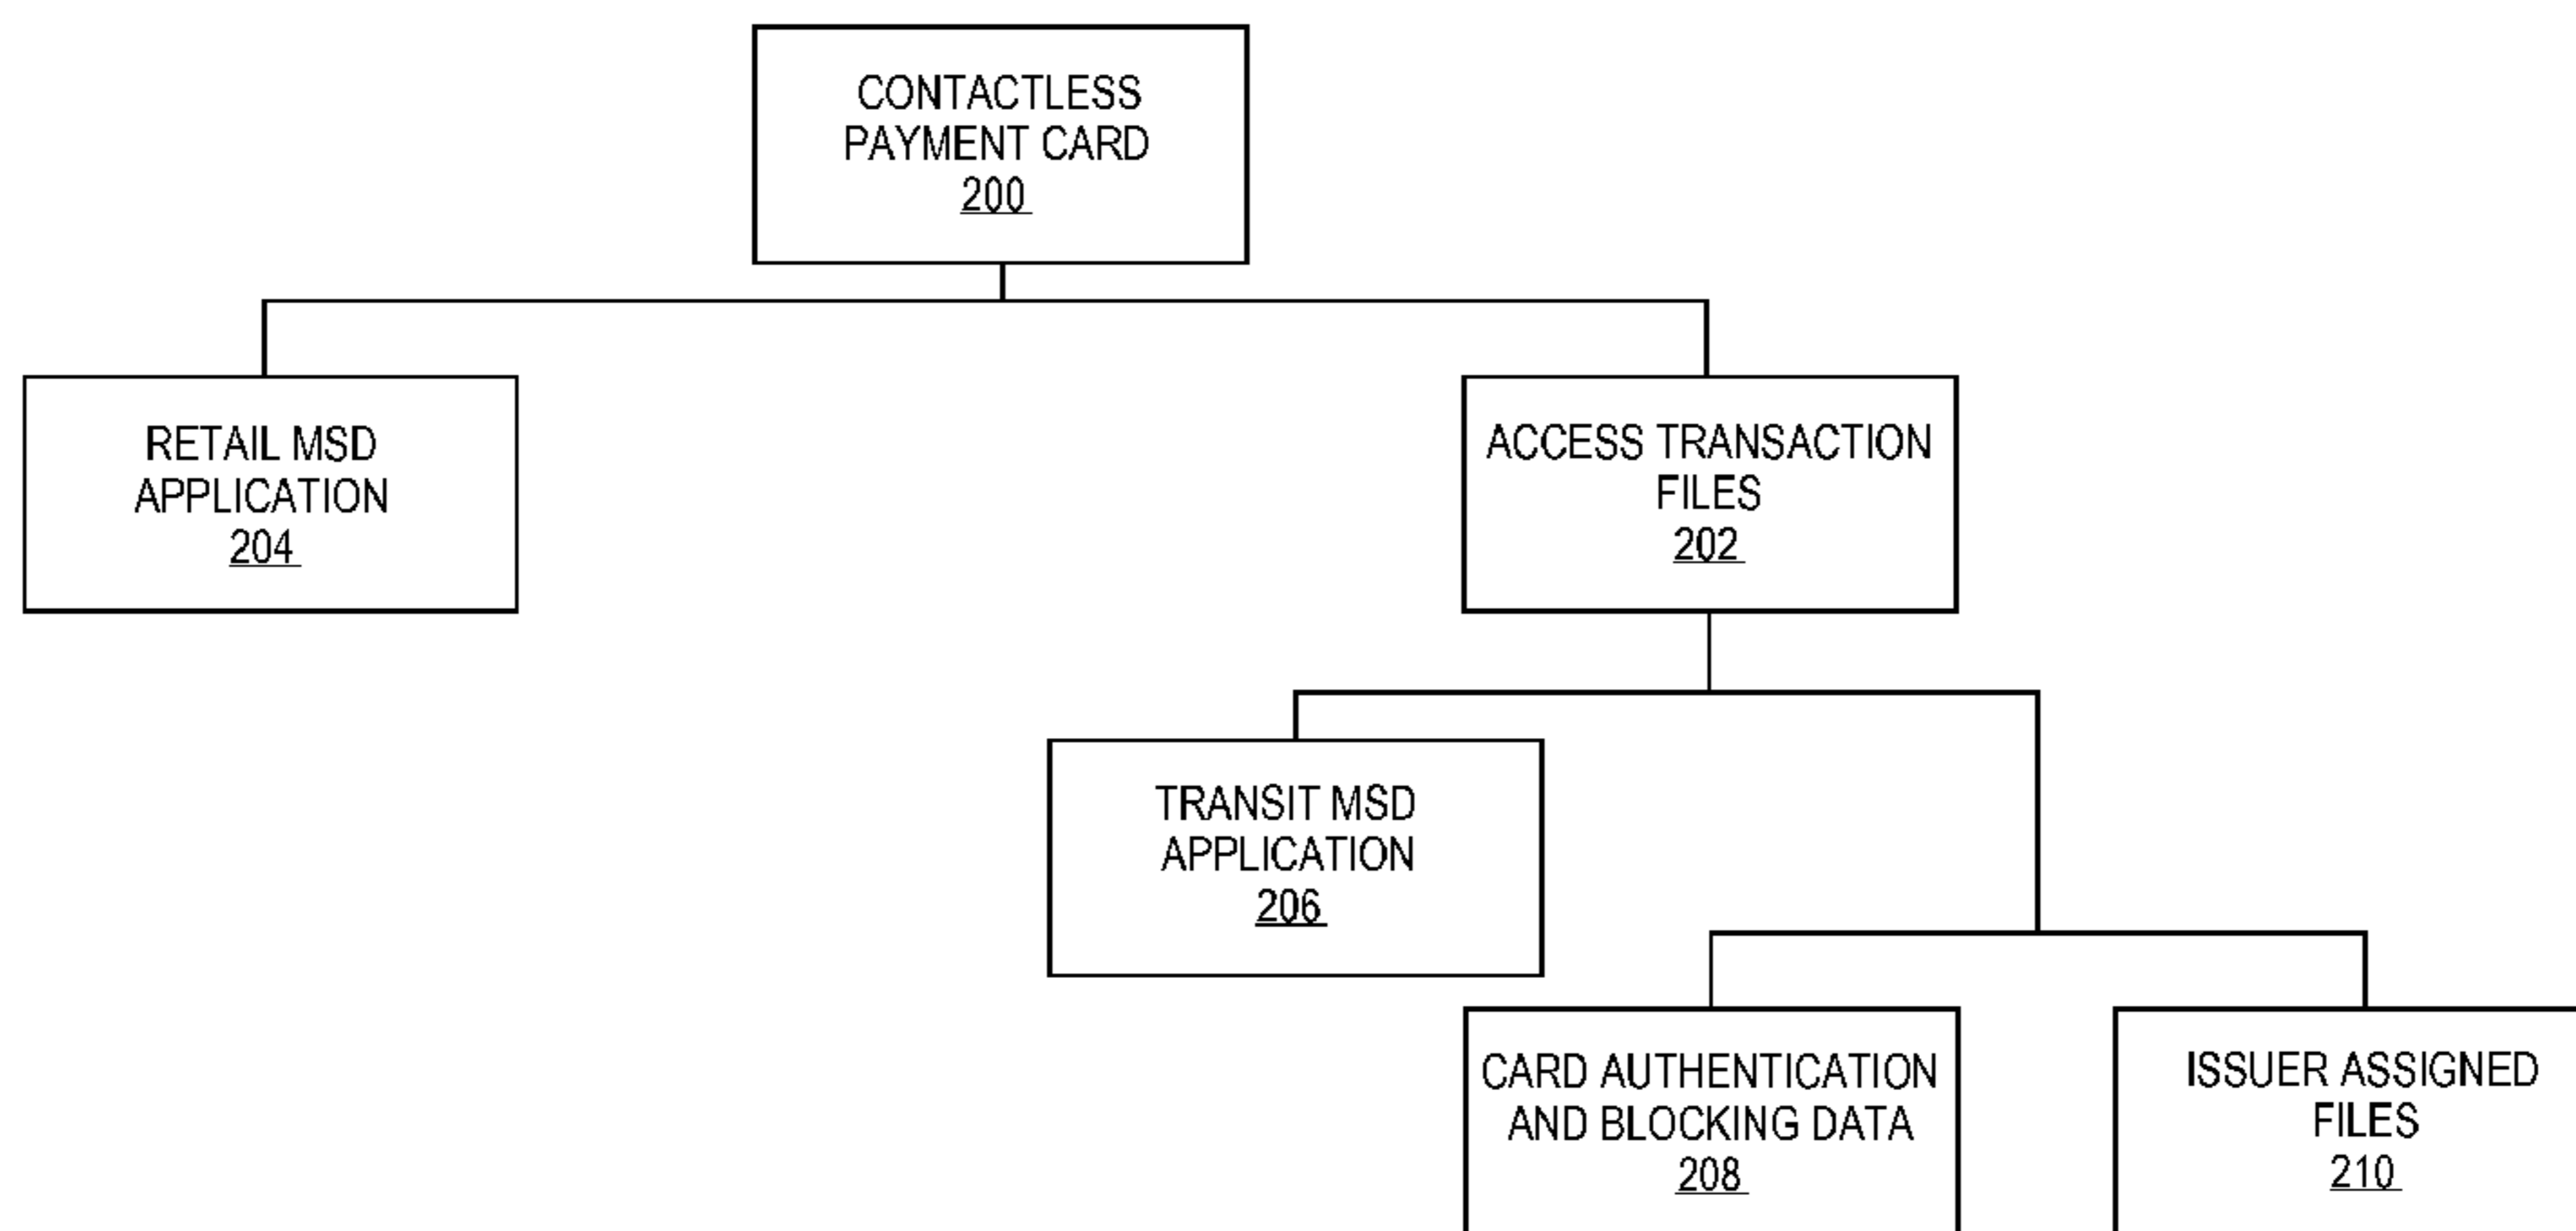 CONTACTLESS
PAYMENT CARD
200
RETAIL MSD
APPLICATION
204
ACCESS TRANSACTION
FILES
202
TRANSIT MSD
APPLICATION
206
CARD AUTHENTICATION
AND BLOCKING DATA
208
ISSUER ASSIGNED
FILES
210